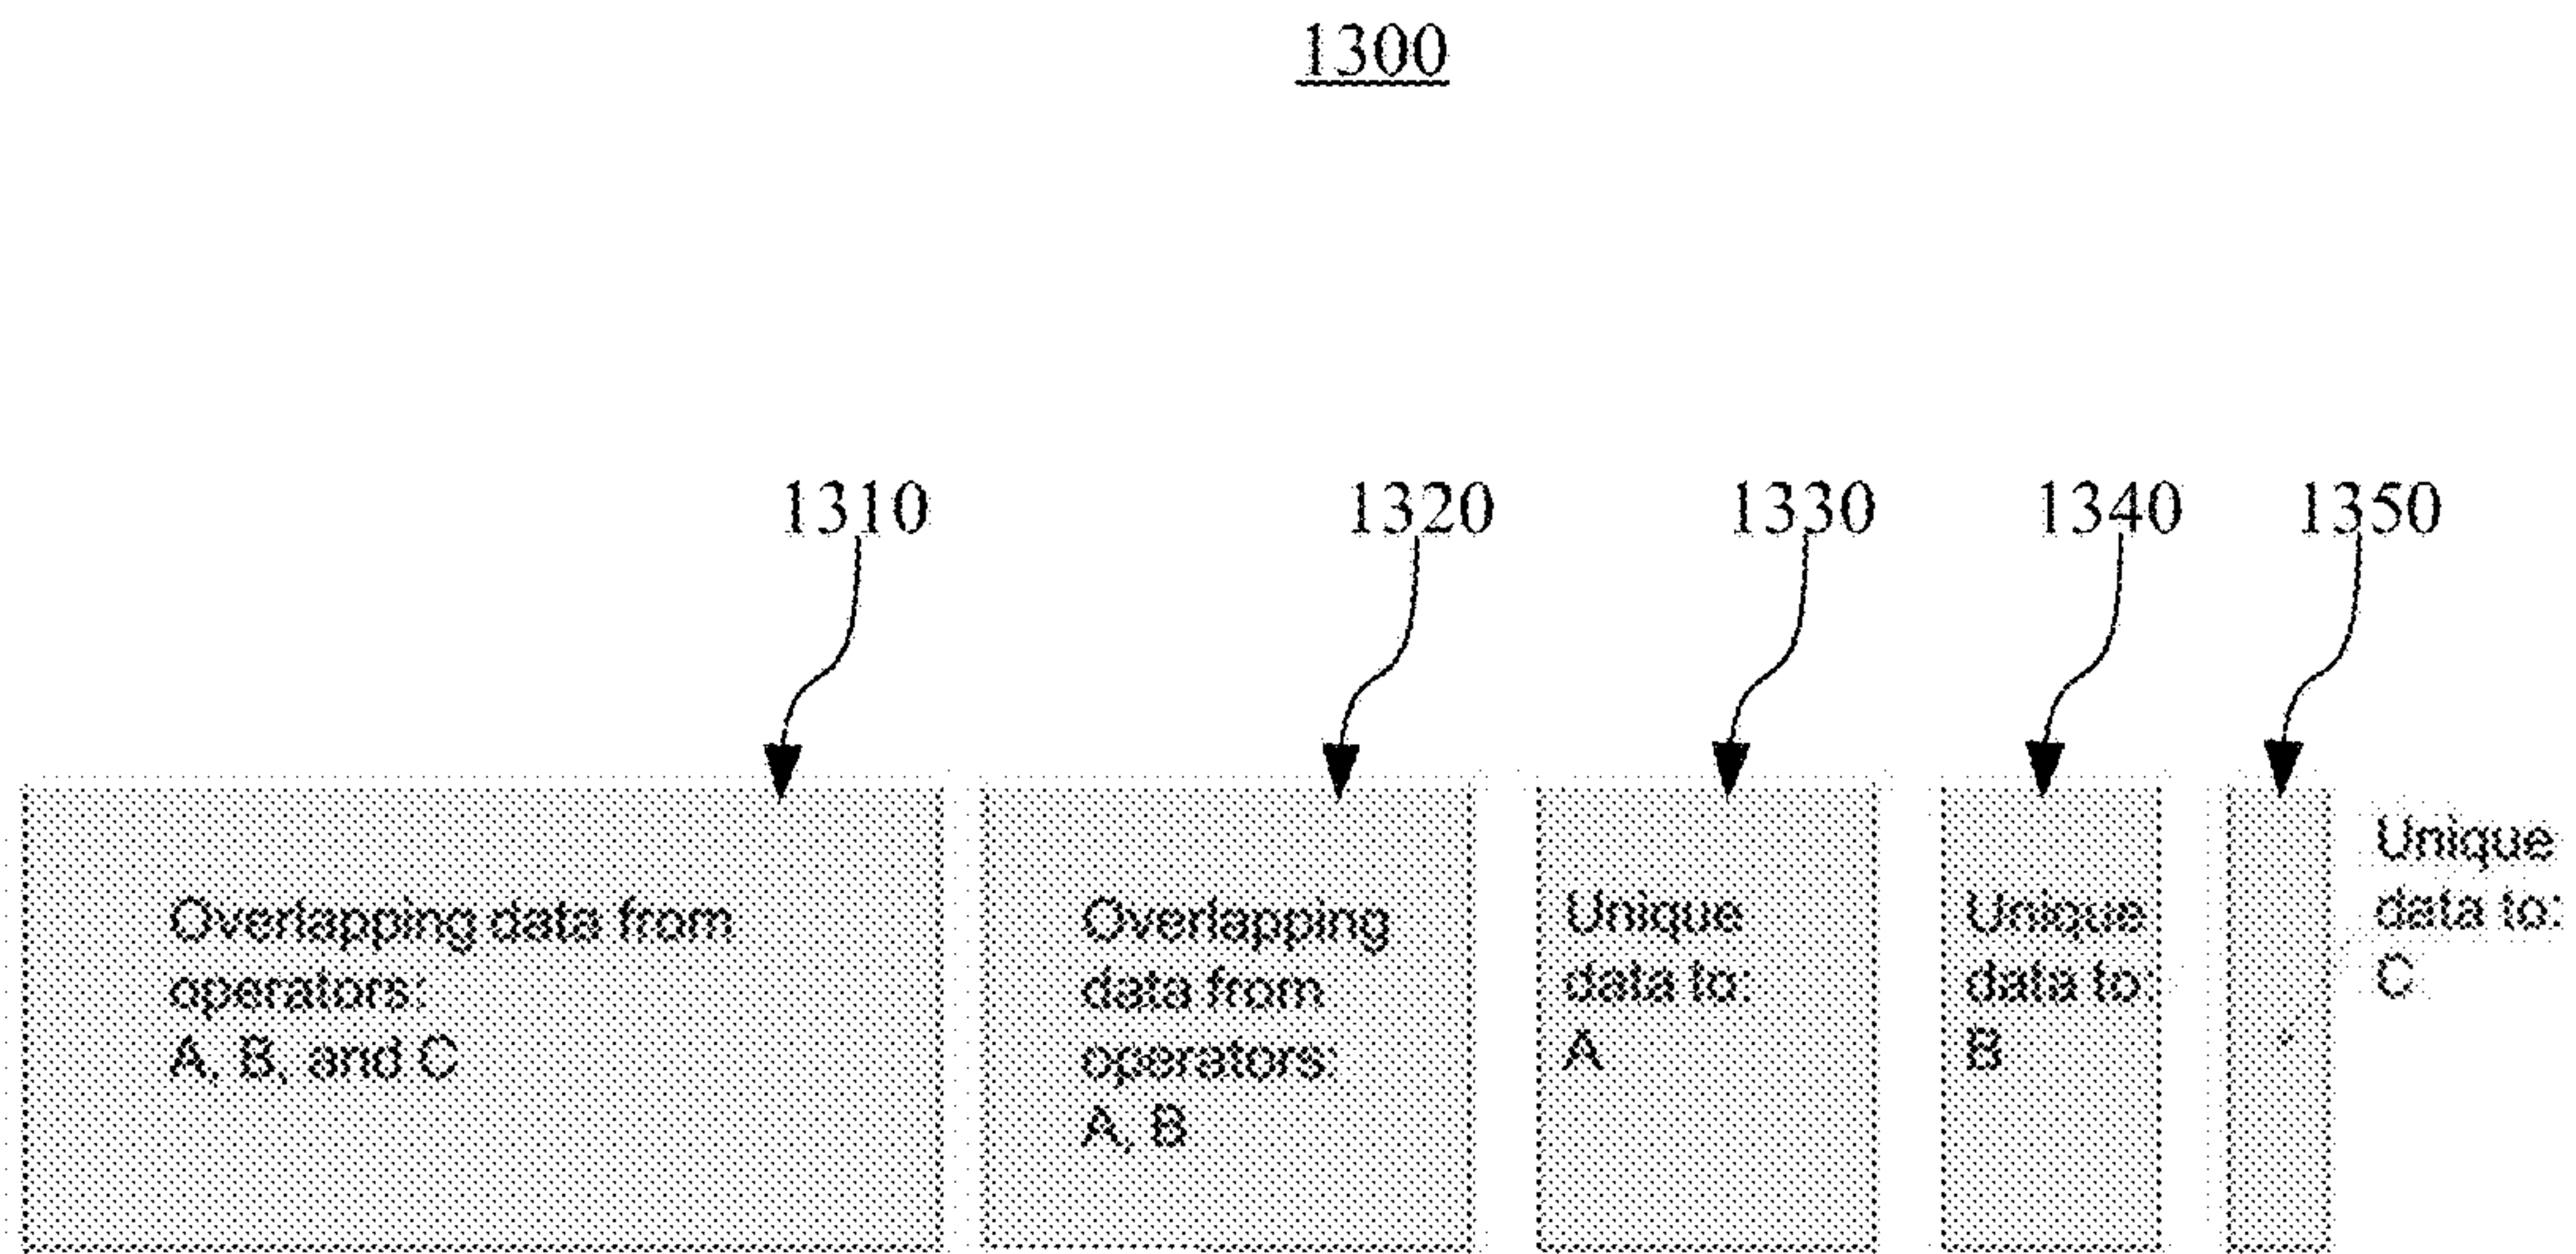 1300
1310
1320
1330
1340
1350
Overlapping data from
operators:
A, B, and C
Overlapping
data from
operators:
A, B
Unique
data to:
A
Unique
data to:
B
Unique
data to:
C